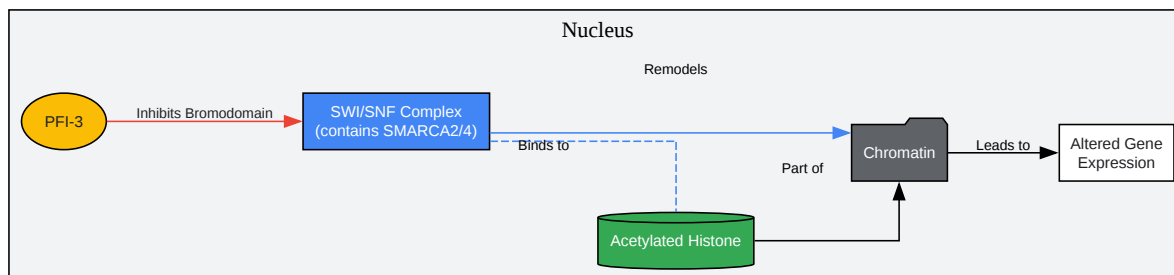 Nucleus
Remodels
PFI-3
Inhibits Bromodomain
SWI/SNF Complex
(contains SMARCA2/4)
Binds to
Part of
Chromatin
Leads to
Altered Gene
Expression
Acetylated Histone